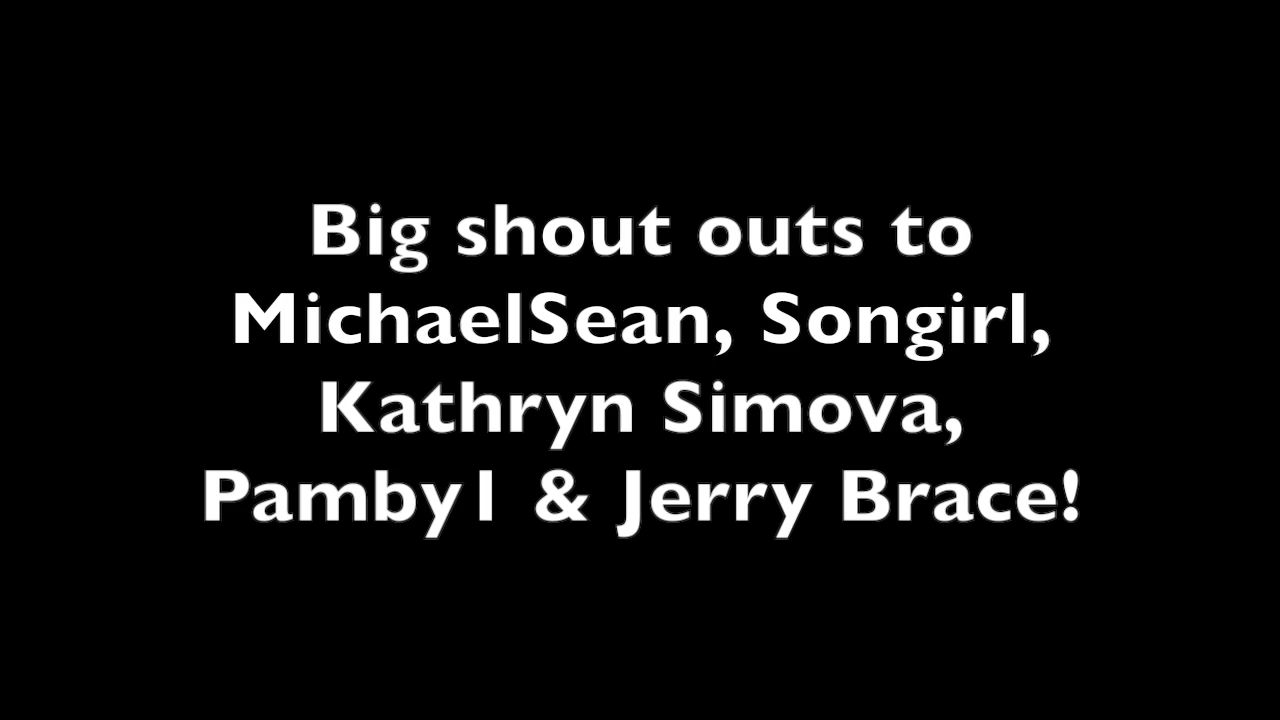 Big shout outs to
MichaelSean, Songirl,
Kathryn Simova,
Pamby1 & Jerry Brace!